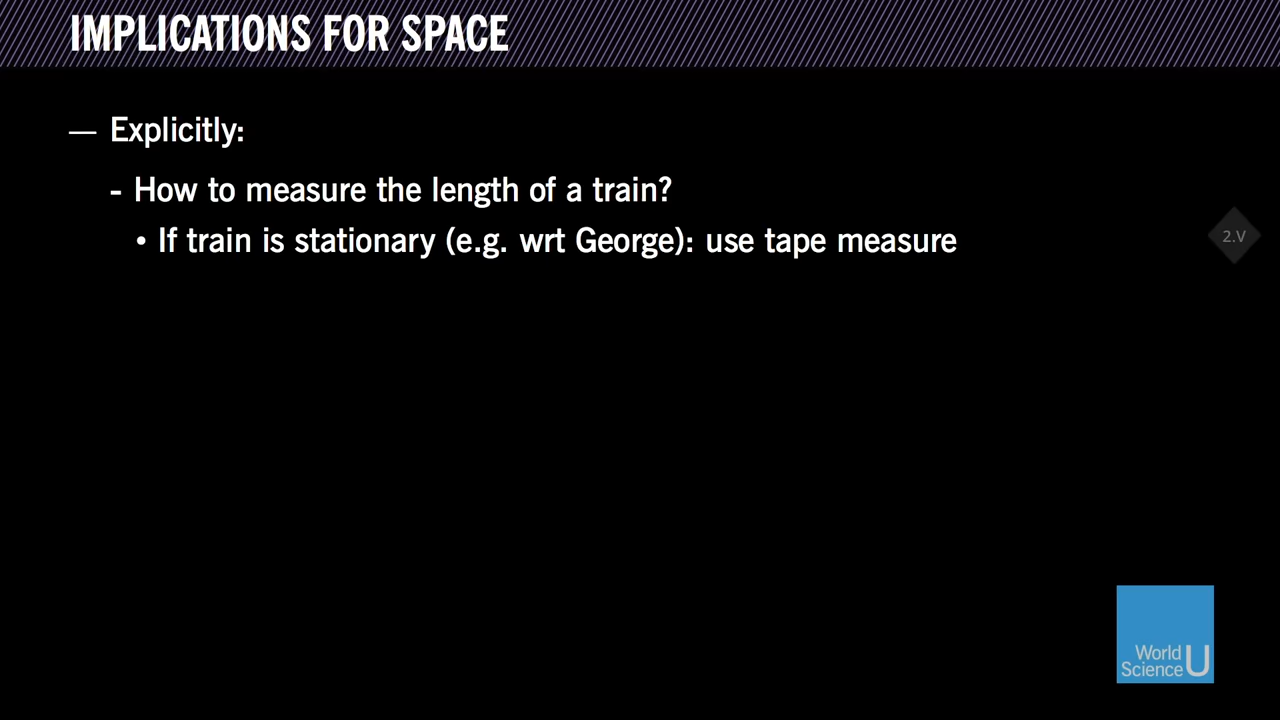 IMPLICATIONS FOR SPACE
— Explicitly:
- How to measure the length of a train?
• If train is stationary (e.g. wrt George): use tape measure
2.V
World
Science U